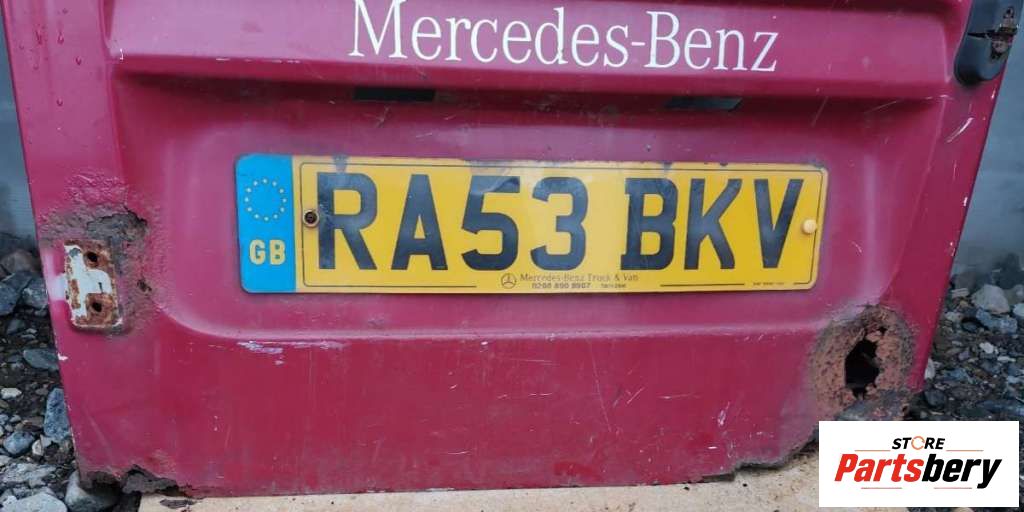 Mercedes-Benz
GB
RA53 BKV
Mercedes-Benz Truck & Van
STORE
Partsbery